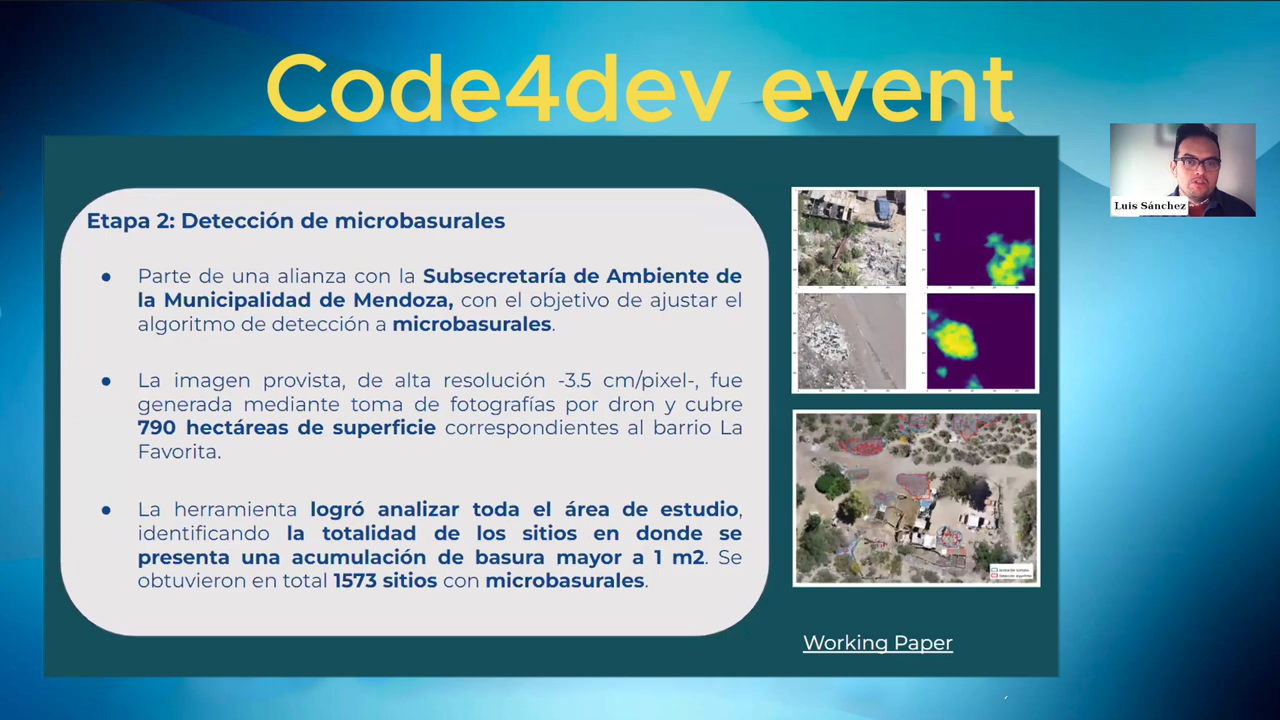 Code4dev event
Luis Sánchez
Etapa 2: Detección de microbasurales
● Parte de una alianza con la Subsecretaría de Ambiente de
la Municipalidad de Mendoza, con el objetivo de ajustar el
algoritmo de detección a microbasurales.
● La imagen provista, de alta resolución -3.5 cm/pixel-, fue
generada mediante toma de fotografías por dron y cubre
790 hectáreas de superficie correspondientes al barrio La
Favorita.
● La herramienta logró analizar toda el área de estudio,
identificando la totalidad de los sitios en donde se
presenta una acumulación de basura mayor a 1 m2. Se
obtuvieron en total 1573 sitios con microbasurales.
Working Paper